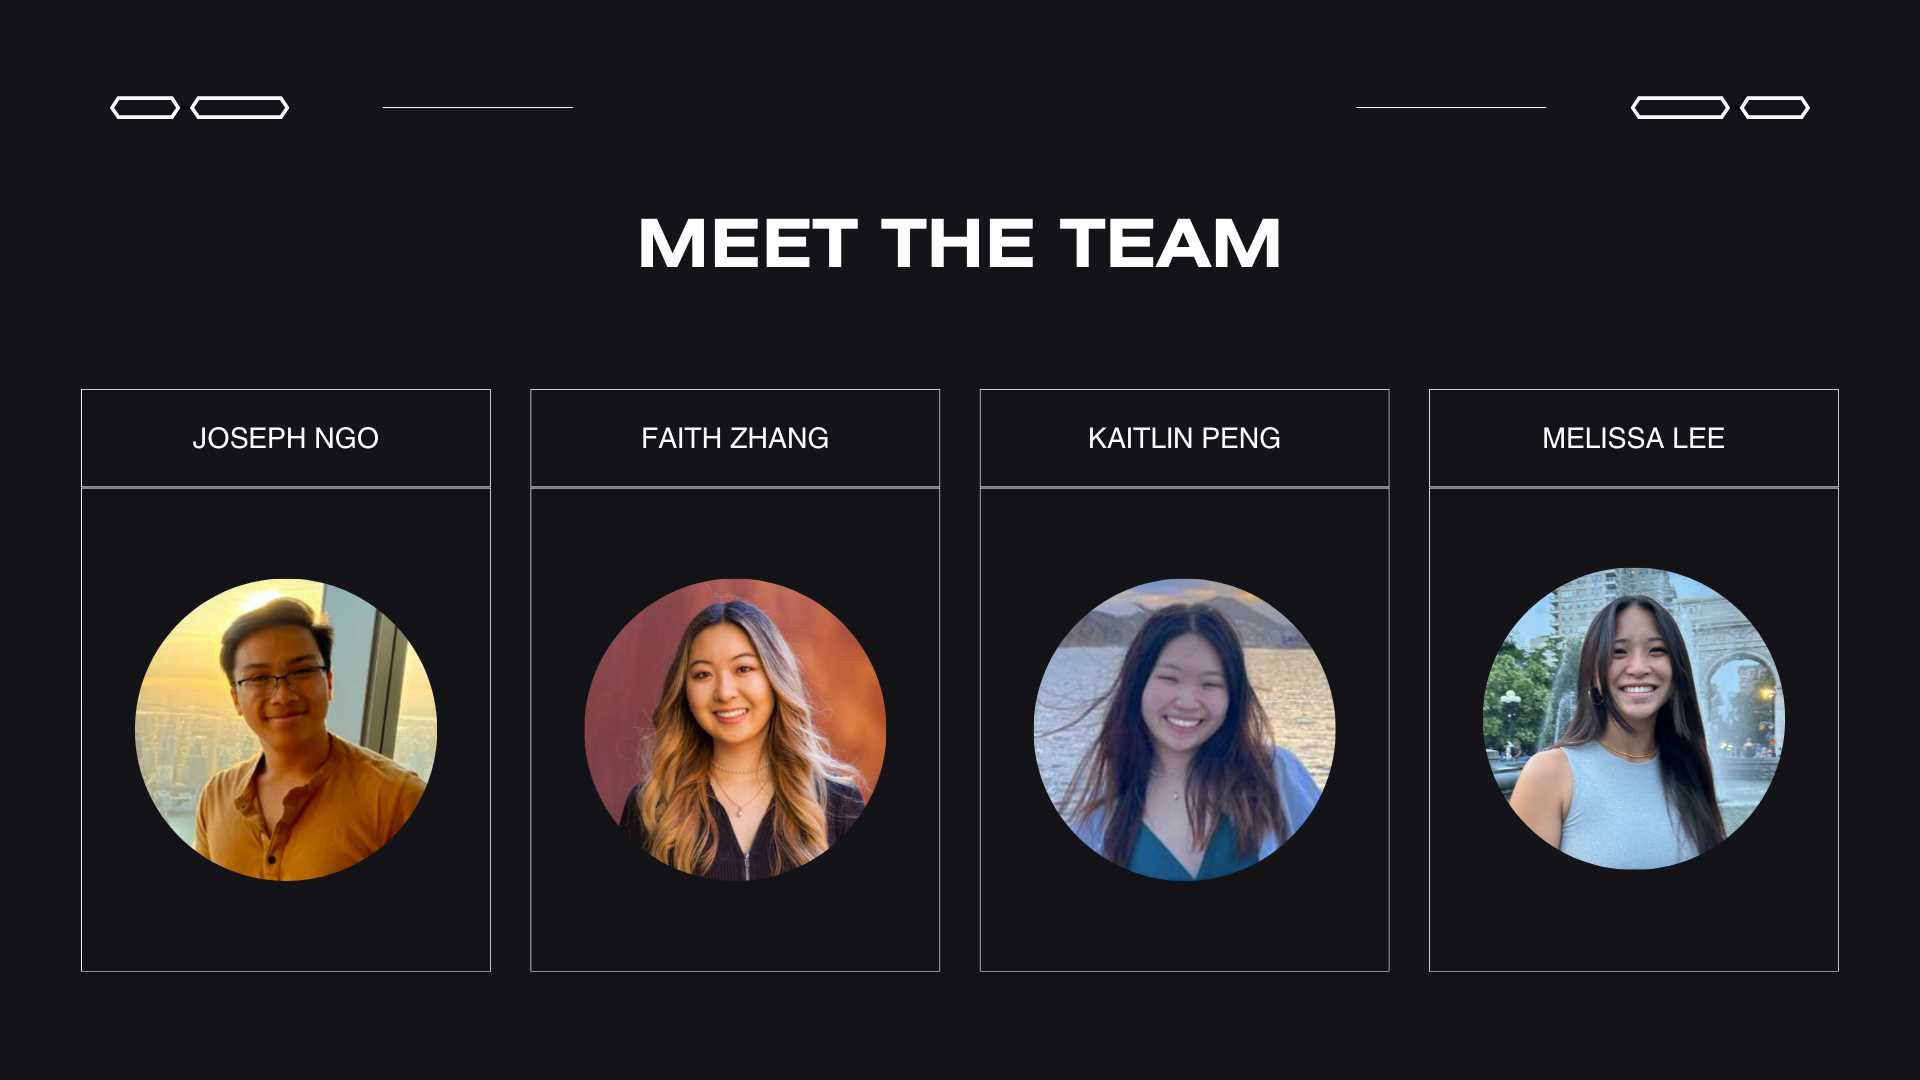 MEET THE TEAM
JOSEPH NGO
FAITH ZHANG
KAITLIN PENG
MELISSA LEE